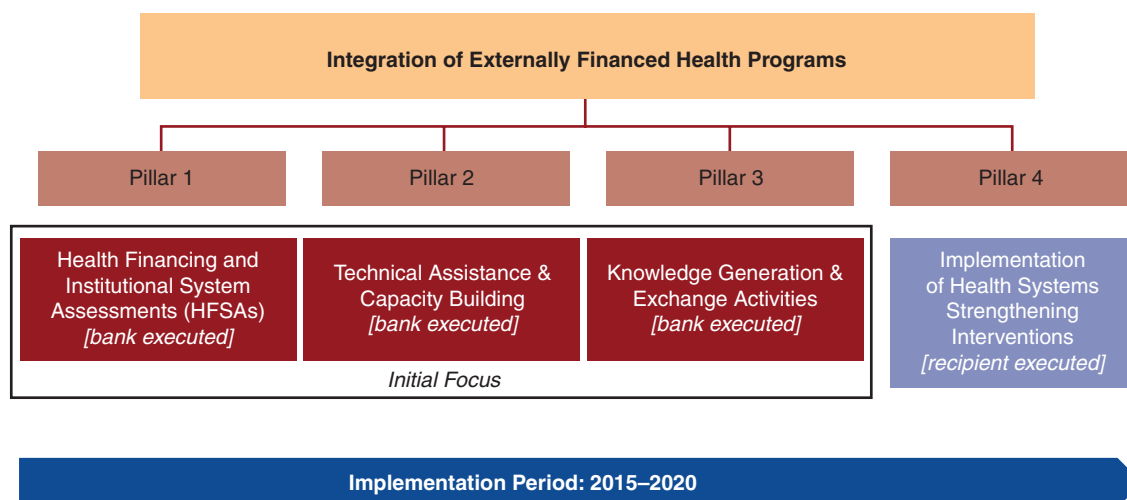 Integration of Externally Financed Health Programs
Pillar 1
Pillar 2
Pillar 3
Pillar 4
Health Financing and
Institutional System
Assessments (HFSAs)
[bank executed]
Technical Assistance &
Capacity Building
[bank executed]
Knowledge Generation &
Exchange Activities
[bank executed]
Implementation
of Health Systems
Strengthening
Interventions
[recipient executed]
Initial Focus
Implementation Period: 2015–2020